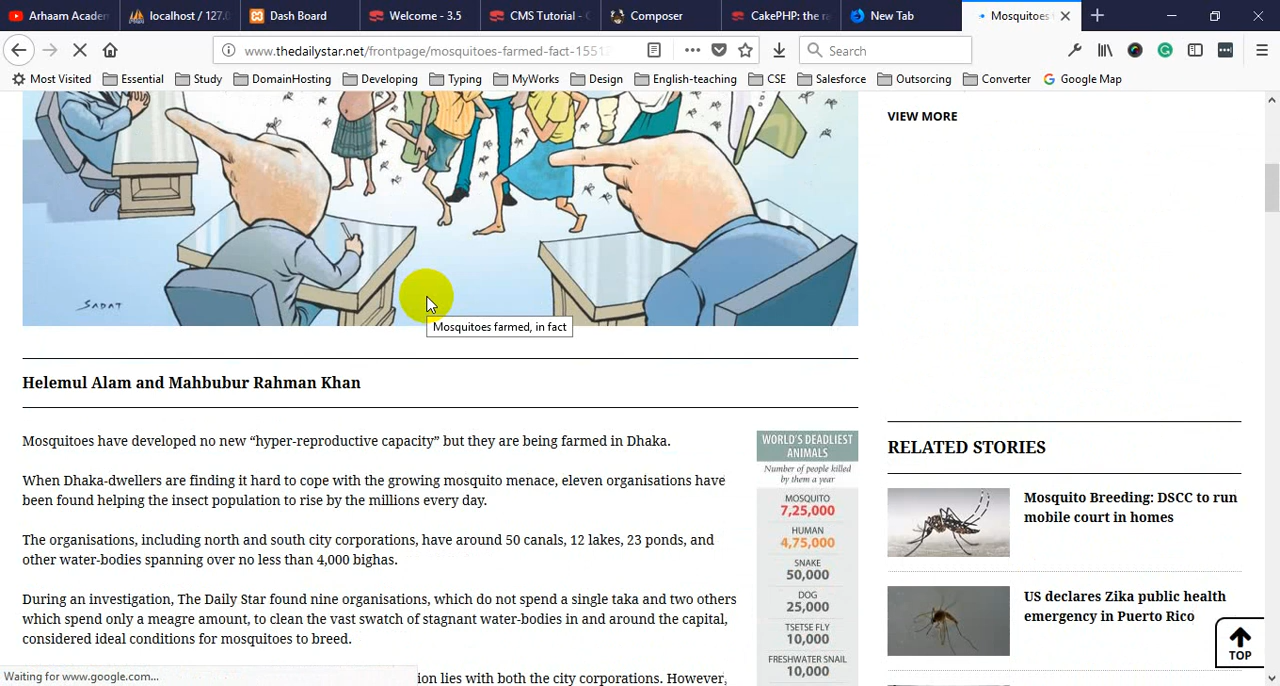 Arhaam Academ
localhost / 127.0
Dash Board
Welcome - 3.5
CMS Tutorial - C
Composer
CakePHP: the ra
New Tab
Mosquitoes f
www.thedailystar.net/frontpage/mosquitoes-farmed-fact-15512
Search
Most Visited
Essential
Study
DomainHosting
Developing
Typing
MyWorks
Design
English-teaching
CSE
Salesforce
Outsorcing
Converter
Google Map
VIEW MORE
SADAT
Mosquitoes farmed, in fact
Helemul Alam and Mahbubur Rahman Khan
Mosquitoes have developed no new “hyper-reproductive capacity” but they are being farmed in Dhaka.
When Dhaka-dwellers are finding it hard to cope with the growing mosquito menace, eleven organisations have
been found helping the insect population to rise by the millions every day.
The organisations, including north and south city corporations, have around 50 canals, 12 lakes, 23 ponds, and
other water-bodies spanning over no less than 4,000 bighas.
During an investigation, The Daily Star found nine organisations, which do not spend a single taka and two others
which spend only a meagre amount, to clean the vast swath of stagnant water-bodies in and around the capital,
considered ideal conditions for mosquitoes to breed.
ion lies with both the city corporations. However,
WORLD'S DEADLIEST
ANIMALS
Number of people killed
by them a year
MOSQUITO
7,25,000
HUMAN
4,75,000
SNAKE
50,000
DOG
25,000
TSETSE FLY
10,000
FRESHWATER SNAIL
10,000
RELATED STORIES
Mosquito Breeding: DSCC to run
mobile court in homes
US declares Zika public health
emergency in Puerto Rico
TOP
Waiting for www.google.com...